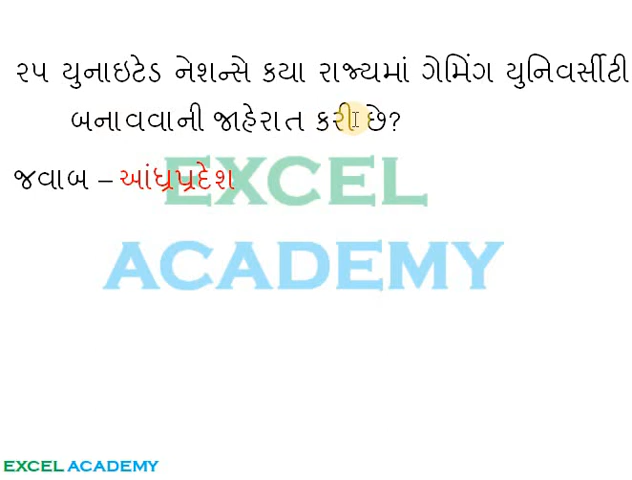 ૨૫ યુનાઇટેડ નેશન્સે કયા રાજ્યમાં ગેમિંગ યુનિવર્સીટી
બનાવવાની જાહેરાત કરી છે?
જવાબ – આંધ્રપ્રદેશ
EXCEL
ACADEMY
EXCEL ACADEMY